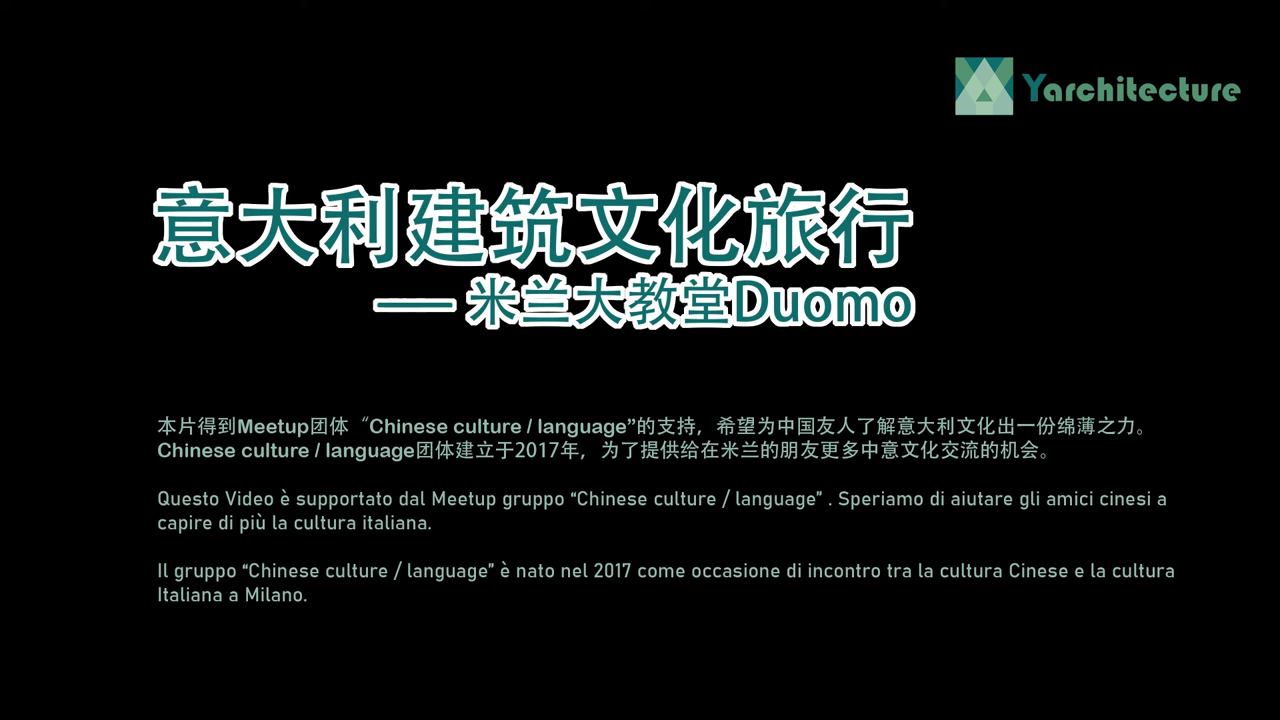 Yarchitecture
意大利建筑文化旅行
—— 米兰大教堂Duomo
本片得到Meetup团体“Chinese culture / language”的支持，希望为中国友人了解意大利文化出一份绵薄之力。
Chinese culture / language团体建立于2017年，为了提供给在米兰的朋友更多中意文化交流的机会。
Questo Video è supportato dal Meetup gruppo “Chinese culture / language” . Speriamo di aiutare gli amici cinesi a
capire di più la cultura italiana.
Il gruppo “Chinese culture / language” è nato nel 2017 come occasione di incontro tra la cultura Cinese e la cultura
Italiana a Milano.